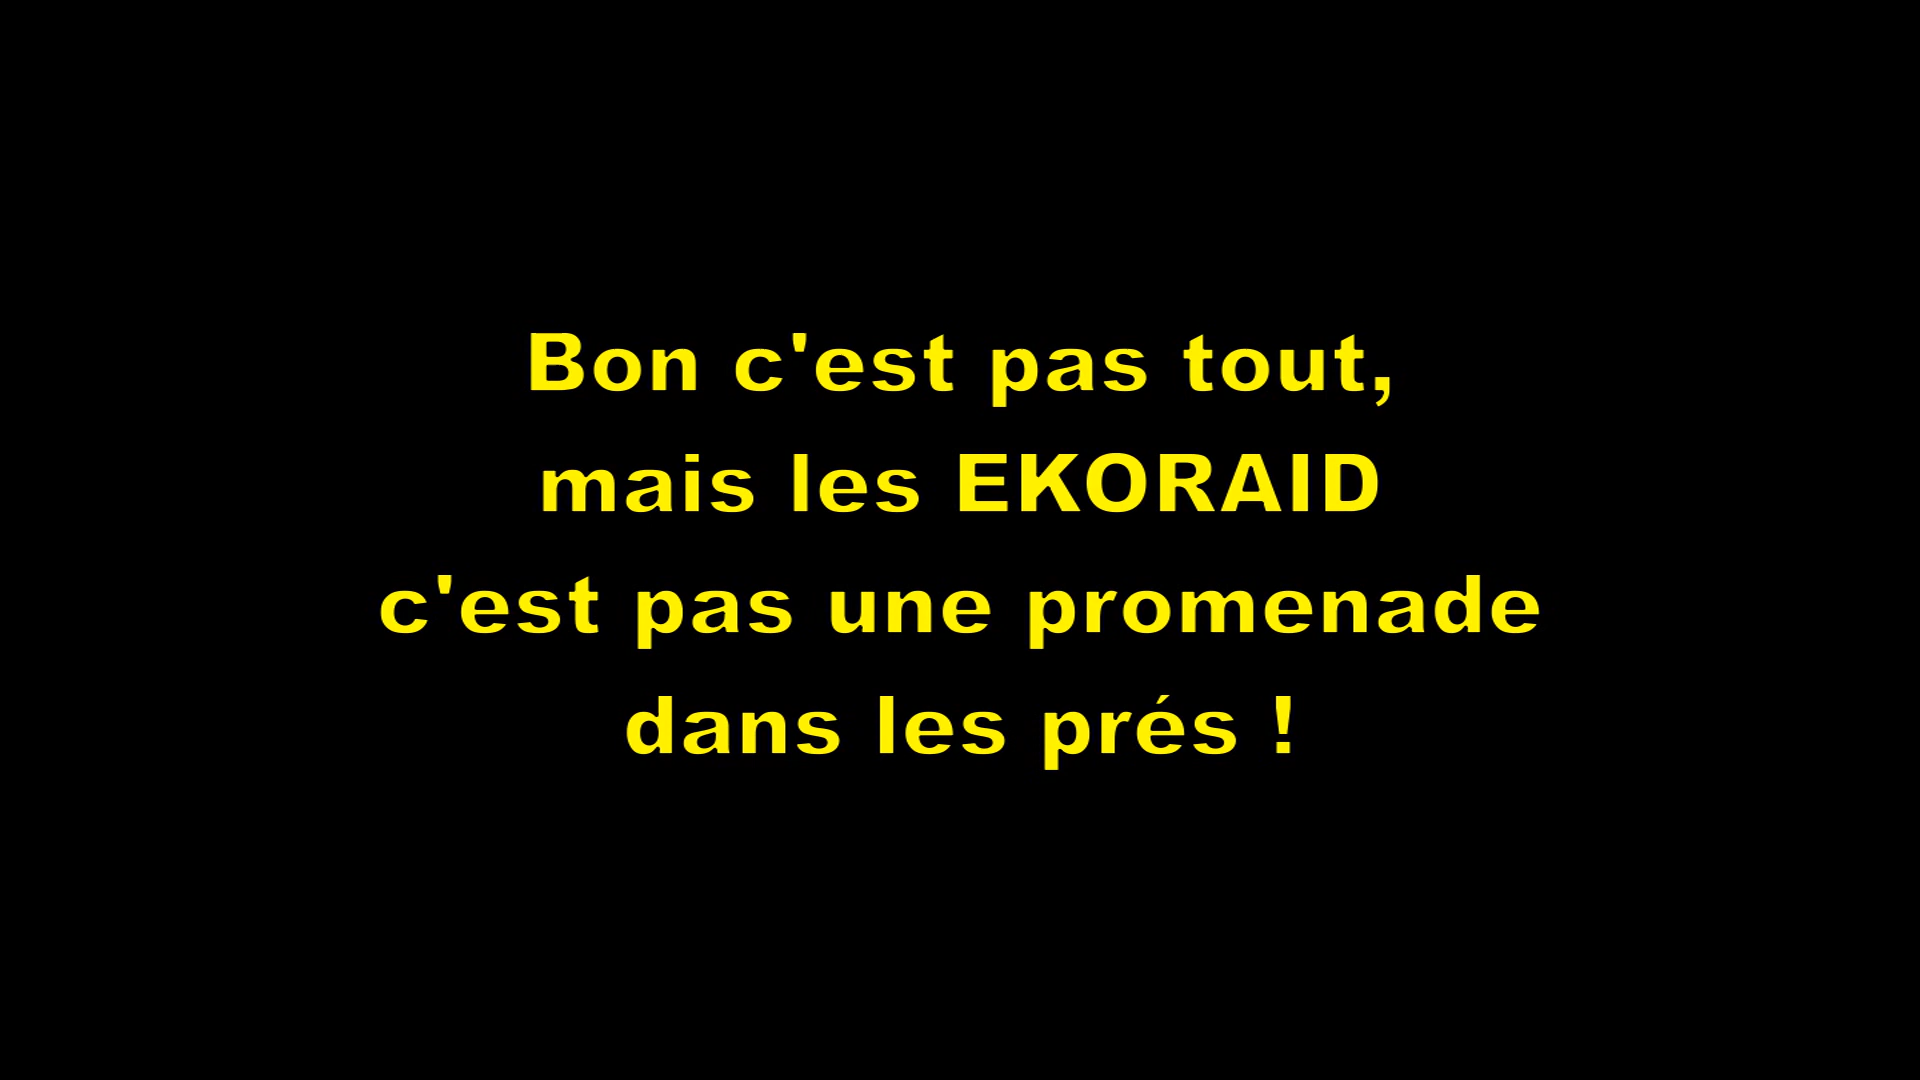 Bon c'est pas tout,
mais les EKORAID
c'est pas une promenade
dans les prés !